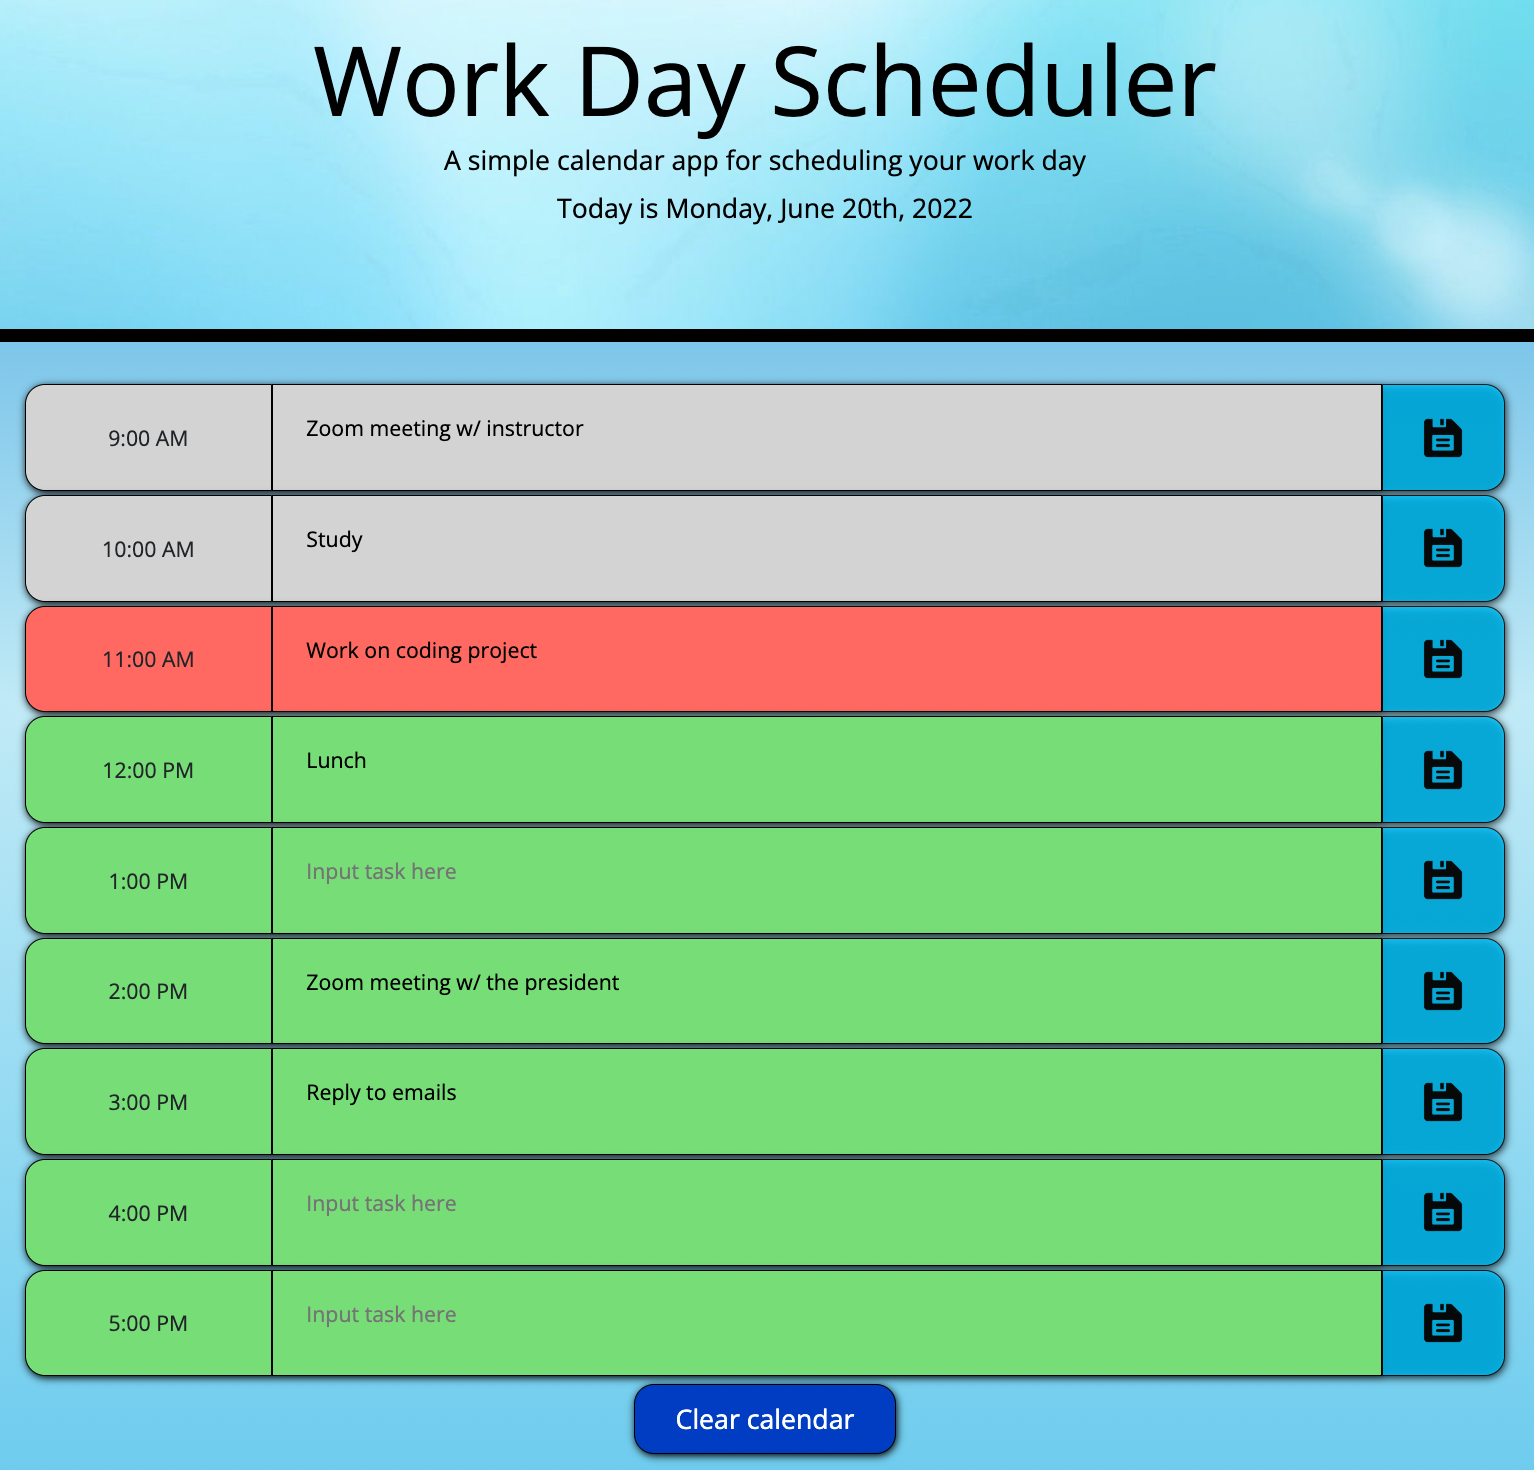 Work Day Scheduler
A simple calendar app for scheduling your work day
Today is Monday, June 20th, 2022
9:00 AM Zoom meeting w/ instructor
10:00 AM Study
11:00 AM Work on coding project
12:00 PM Lunch
1:00 PM Input task here
2:00 PM Zoom meeting w/ the president
3:00 PM Reply to emails
4:00 PM Input task here
5:00 PM Input task here
Clear calendar